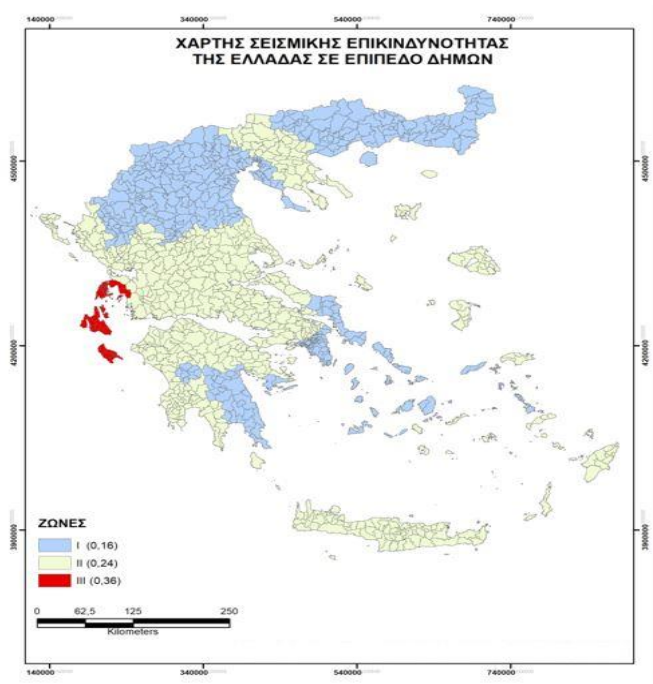 140000 340000 540000 740000
ΧΑΡΤΗΣ ΣΕΙΣΜΙΚΗΣ ΕΠΙΚΙΝΔΥΝΟΤΗΤΑΣ
ΤΗΣ ΕΛΛΑΔΑΣ ΣΕ ΕΠΙΠΕΔΟ ΔΗΜΩΝ
4500000 4500000
4200000 4200000
3900000 3900000
ΖΩΝΕΣ
I (0,16)
II (0,24)
III (0,36)
0 62,5 125 250
Kilometers
140000 340000 540000 740000